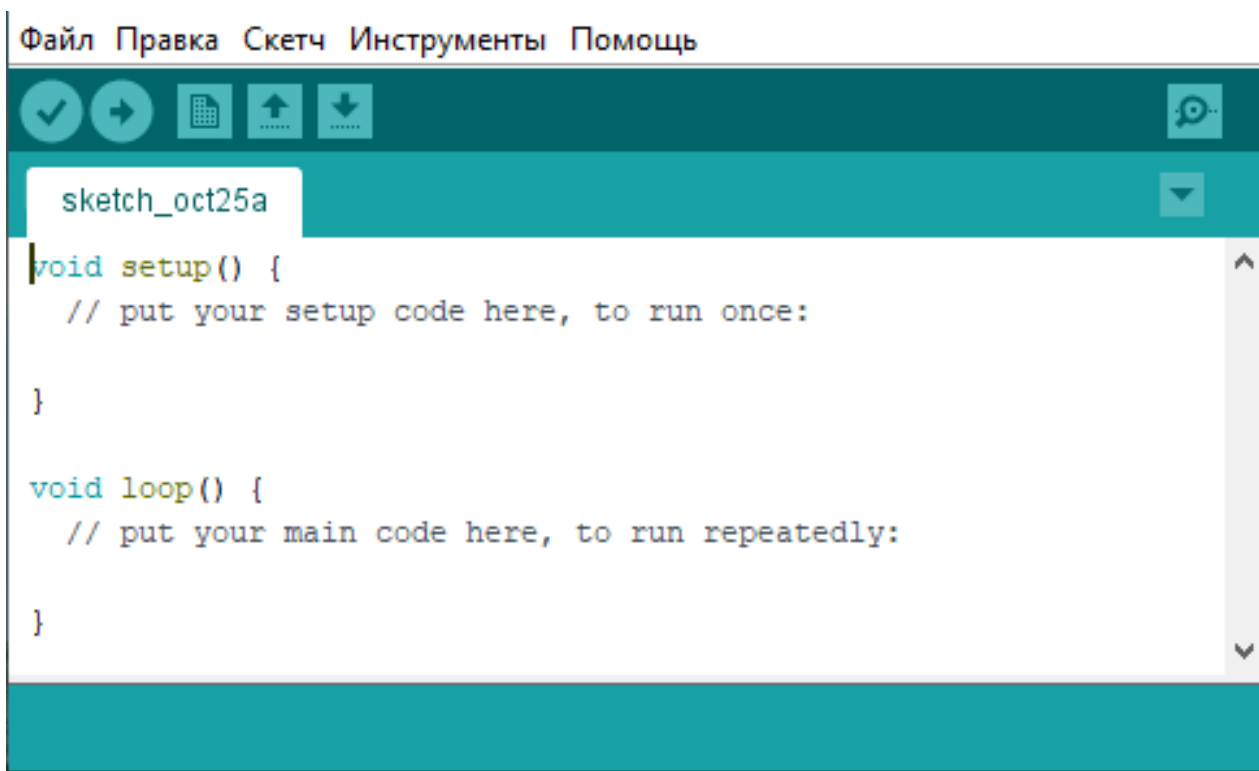 Файл Правка Скетч Инструменты Помощь
sketch_oct25a
void setup() {
  // put your setup code here, to run once:
}
void loop() {
  // put your main code here, to run repeatedly:
}